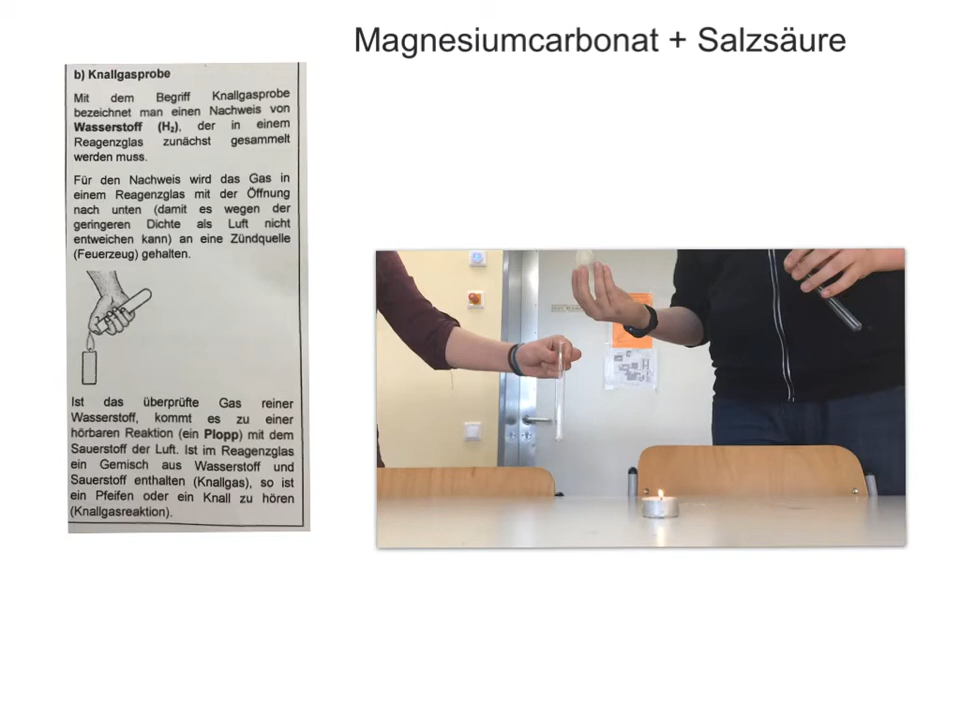 Magnesiumcarbonat + Salzsäure
b) Knallgasprobe
Mit dem Begriff Knallgasprobe
bezeichnet man einen Nachweis von
Wasserstoff (H₂), der in einem
Reagenzglas zunächst gesammelt
werden muss.
Für den Nachweis wird das Gas in
einem Reagenzglas mit der Öffnung
nach unten (damit es wegen der
geringeren Dichte als Luft nicht
entweichen kann) an eine Zündquelle
(Feuerzeug) gehalten.
Ist das überprüfte Gas reiner
Wasserstoff, kommt es zu einer
hörbaren Reaktion (ein Plopp) mit dem
Sauerstoff der Luft. Ist im Reagenzglas
ein Gemisch aus Wasserstoff und
Sauerstoff enthalten (Knallgas), so ist
ein Pfeifen oder ein Knall zu hören
(Knallgasreaktion).